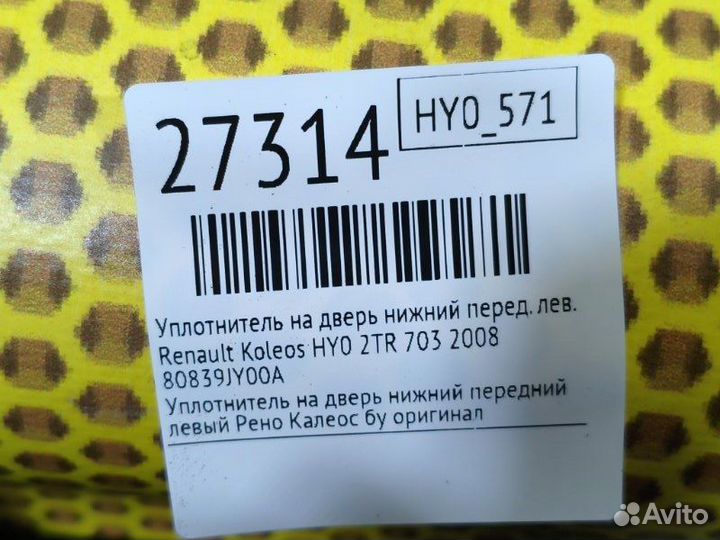 27314
HY0_571
Уплотнитель на дверь нижний перед. лев.
Renault Koleos HY0 2TR 703 2008
80839JY00A
Уплотнитель на дверь нижний передний
левый Рено Калеос бу оригинал
Avito